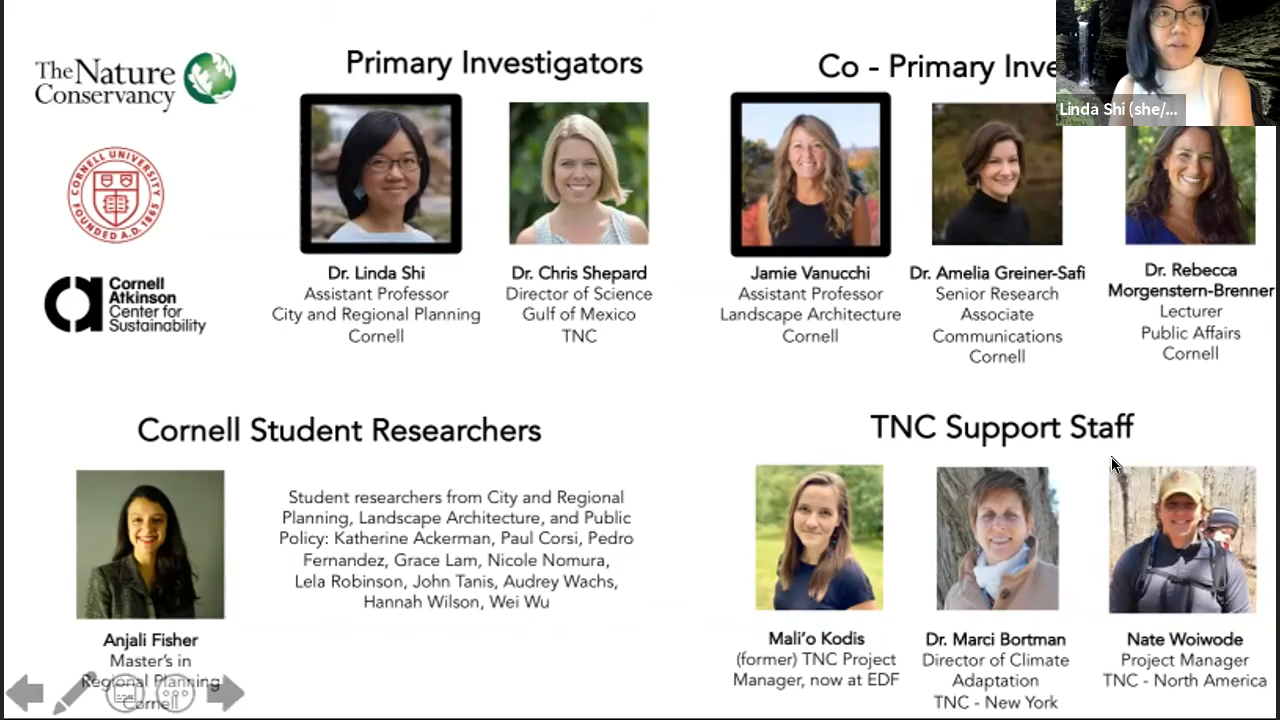 The Nature
Conservancy
CORNELL UNIVERSITY
FOUNDED A.D. 1865
Cornell
Atkinson
Center for
Sustainability
Primary Investigators
Dr. Linda Shi
Assistant Professor
City and Regional Planning
Cornell
Dr. Chris Shepard
Director of Science
Gulf of Mexico
TNC
Co - Primary Inve
Linda Shi (she/...
Jamie Vanucchi
Assistant Professor
Landscape Architecture
Cornell
Dr. Amelia Greiner-Safi
Senior Research
Associate
Communications
Cornell
Dr. Rebecca
Morgenstern-Brenner
Lecturer
Public Affairs
Cornell
Cornell Student Researchers
Anjali Fisher
Master's in
Regional Planning
Cornell
Student researchers from City and Regional
Planning, Landscape Architecture, and Public
Policy: Katherine Ackerman, Paul Corsi, Pedro
Fernandez, Grace Lam, Nicole Nomura,
Lela Robinson, John Tanis, Audrey Wachs,
Hannah Wilson, Wei Wu
TNC Support Staff
Mali'o Kodis
(former) TNC Project
Manager, now at EDF
Dr. Marci Bortman
Director of Climate
Adaptation
TNC - New York
Nate Woiwode
Project Manager
TNC - North America